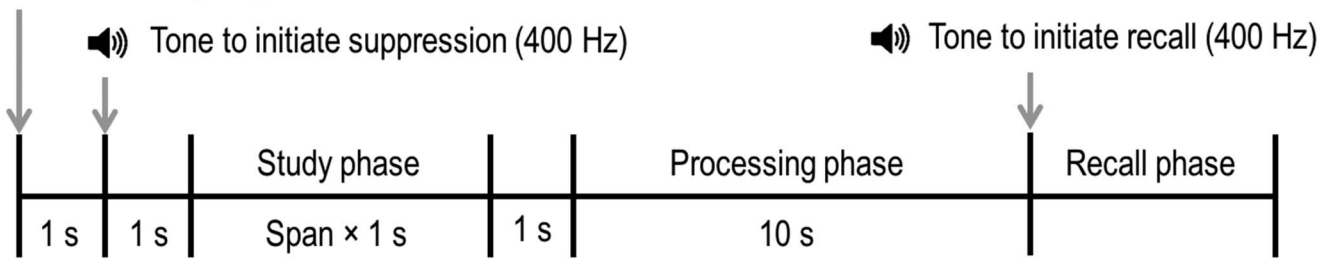 Tone to initiate suppression (400 Hz)
Tone to initiate recall (400 Hz)
Study phase
Processing phase
Recall phase
1 s
1 s
Span × 1 s
1 s
10 s